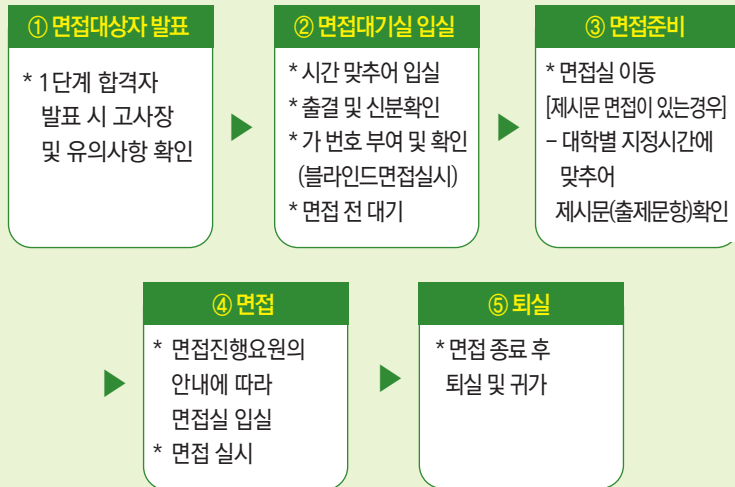 ① 면접대상자 발표
* 1단계 합격자
발표 시 고사장
및 유의사항 확인
② 면접대기실 입실
* 시간 맞추어 입실
* 출결 및 신분확인
* 가 번호 부여 및 확인
(블라인드면접실시)
* 면접 전 대기
③ 면접준비
* 면접실 이동
[제시문 면접이 있는경우]
- 대학별 지정시간에
맞추어
제시문(출제문항)확인
④ 면접
* 면접진행요원의
안내에 따라
면접실 입실
* 면접 실시
⑤ 퇴실
* 면접 종료 후
퇴실 및 귀가